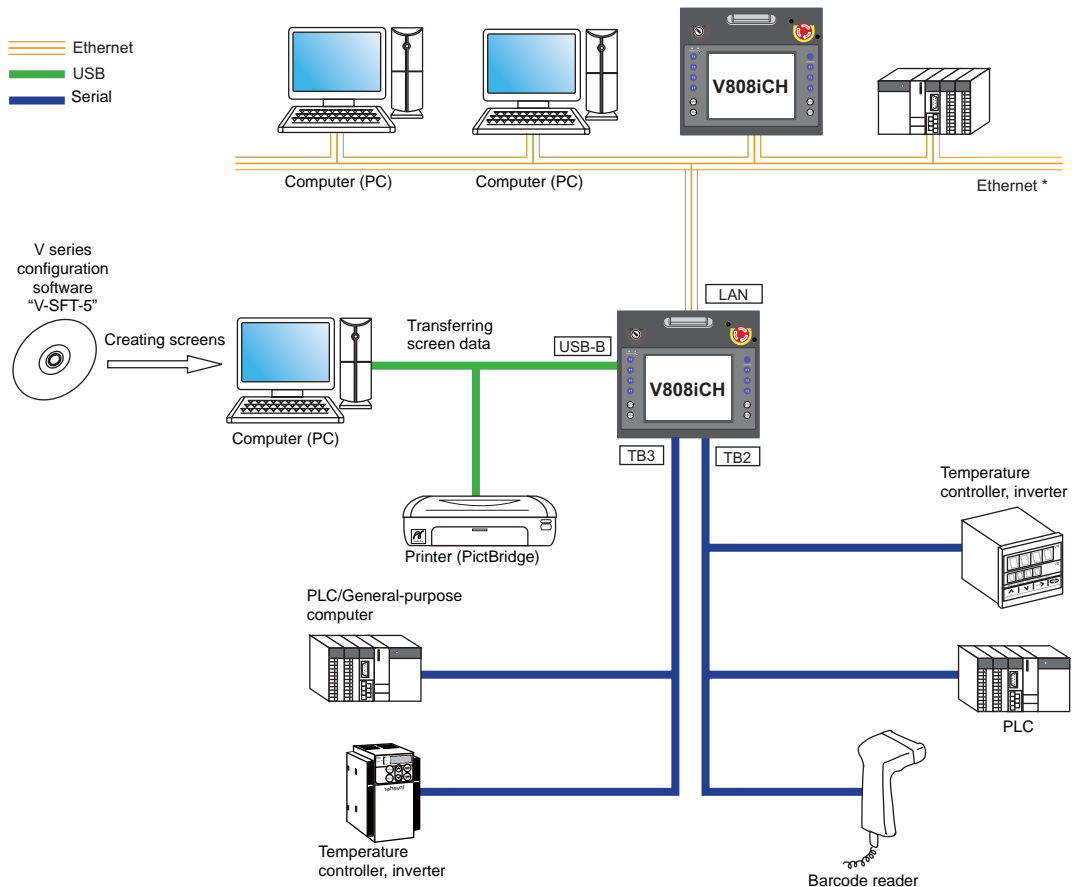 Ethernet
USB
Serial
V808iCH
Computer (PC)
Computer (PC)
Ethernet *
V series
configuration
software
“V-SFT-5”
Creating screens
Computer (PC)
Transferring
screen data
USB-B
LAN
V808iCH
TB3
TB2
Printer (PictBridge)
Temperature
controller, inverter
PLC/General-purpose
computer
PLC
Temperature
controller, inverter
Barcode reader